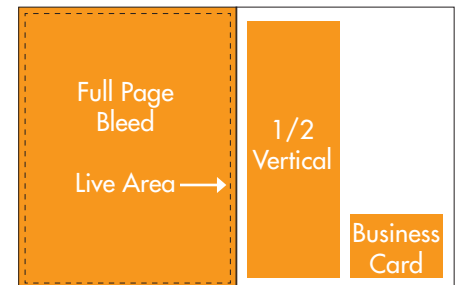 Full Page
Bleed
Live Area
1/2
Vertical
Business
Card